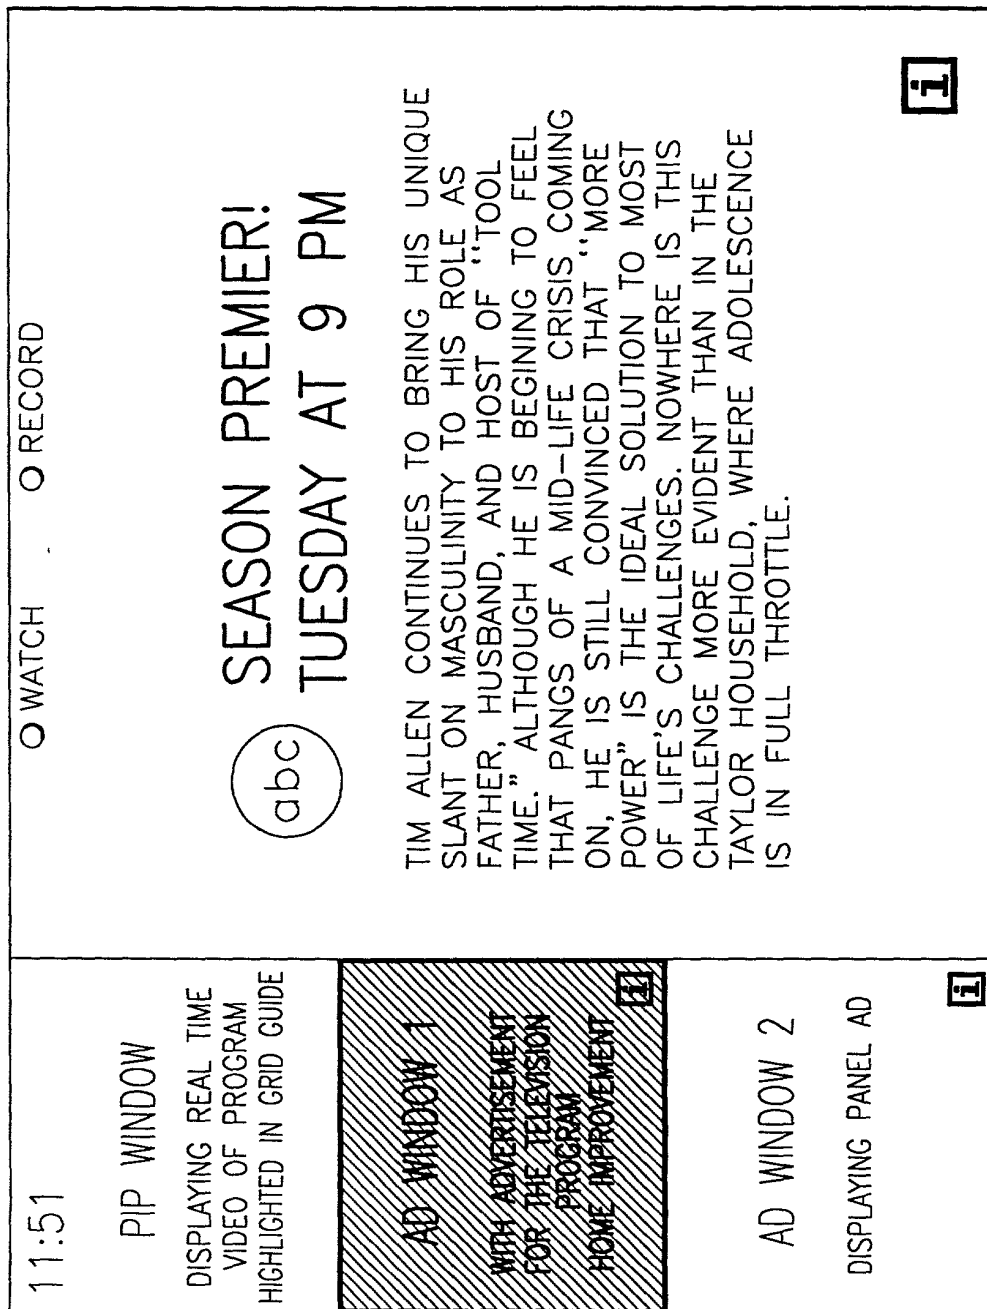 11:51
PIP WINDOW
DISPLAYING REAL TIME
VIDEO OF PROGRAM
HIGHLIGHTED IN GRID GUIDE
AD WINDOW 1
WITH ADVERTISEMENT
FOR THE TELEVISION
PROGRAM
HOME IMPROVEMENT
i
AD WINDOW 2
DISPLAYING PANEL AD
i
O WATCH O RECORD
abc
SEASON PREMIER!
TUESDAY AT 9 PM
TIM ALLEN CONTINUES TO BRING HIS UNIQUE
SLANT ON MASCULINITY TO HIS ROLE AS
FATHER, HUSBAND, AND HOST OF "TOOL
TIME." ALTHOUGH HE IS BEGINING TO FEEL
THAT PANGS OF A MID-LIFE CRISIS COMING
ON, HE IS STILL CONVINCED THAT "MORE
POWER" IS THE IDEAL SOLUTION TO MOST
OF LIFE'S CHALLENGES. NOWHERE IS THIS
CHALLENGE MORE EVIDENT THAN IN THE
TAYLOR HOUSEHOLD, WHERE ADOLESCENCE
IS IN FULL THROTTLE.
i